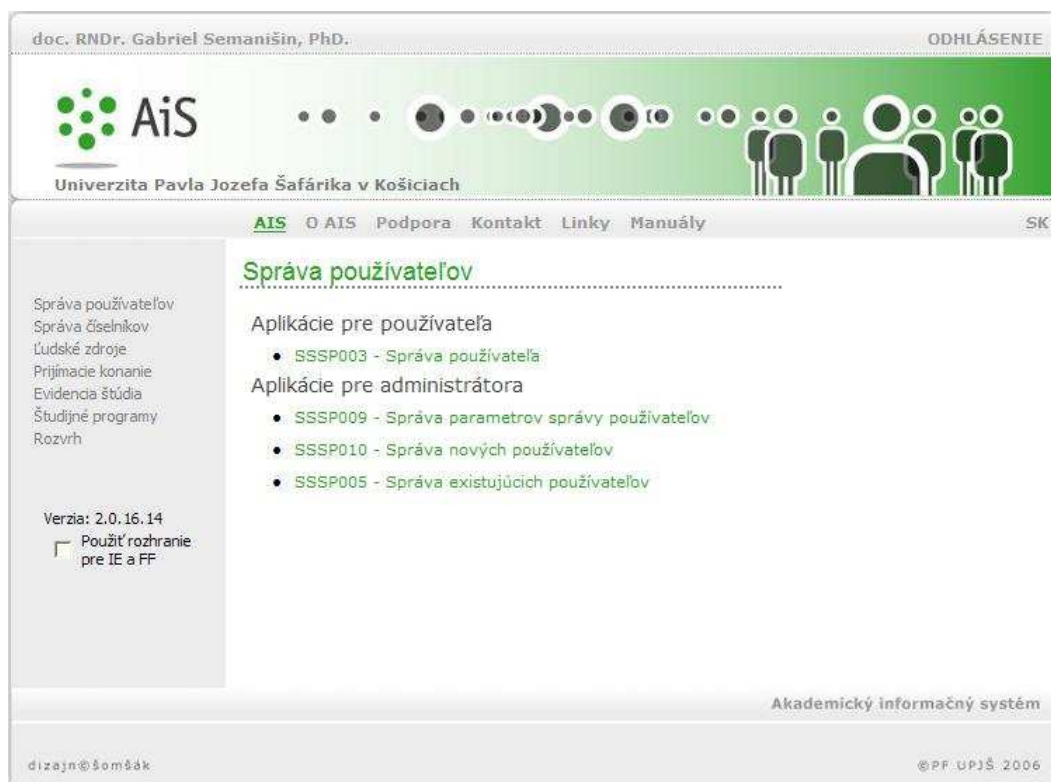 doc. RNDr. Gabriel Semanišin, PhD.
ODHLÁSENIE
AiS
Univerzita Pavla Jozefa Šafárika v Košiciach
AIS O AIS Podpora Kontakt Linky Manuály
SK
Správa používateľov
Správa číselníkov
Ľudské zdroje
Prijímacie konanie
Evidencia štúdia
Študijné programy
Rozvrh
Verzia: 2.0.16.14
Použiť rozhranie
pre IE a FF
Správa používateľov
Aplikácie pre používateľa
SSSP003 - Správa používateľa
Aplikácie pre administrátora
SSSP009 - Správa parametrov správy používateľov
SSSP010 - Správa nových používateľov
SSSP005 - Správa existujúcich používateľov
Akademický informačný systém
dizajn©šomšák
©PF UPJŠ 2006